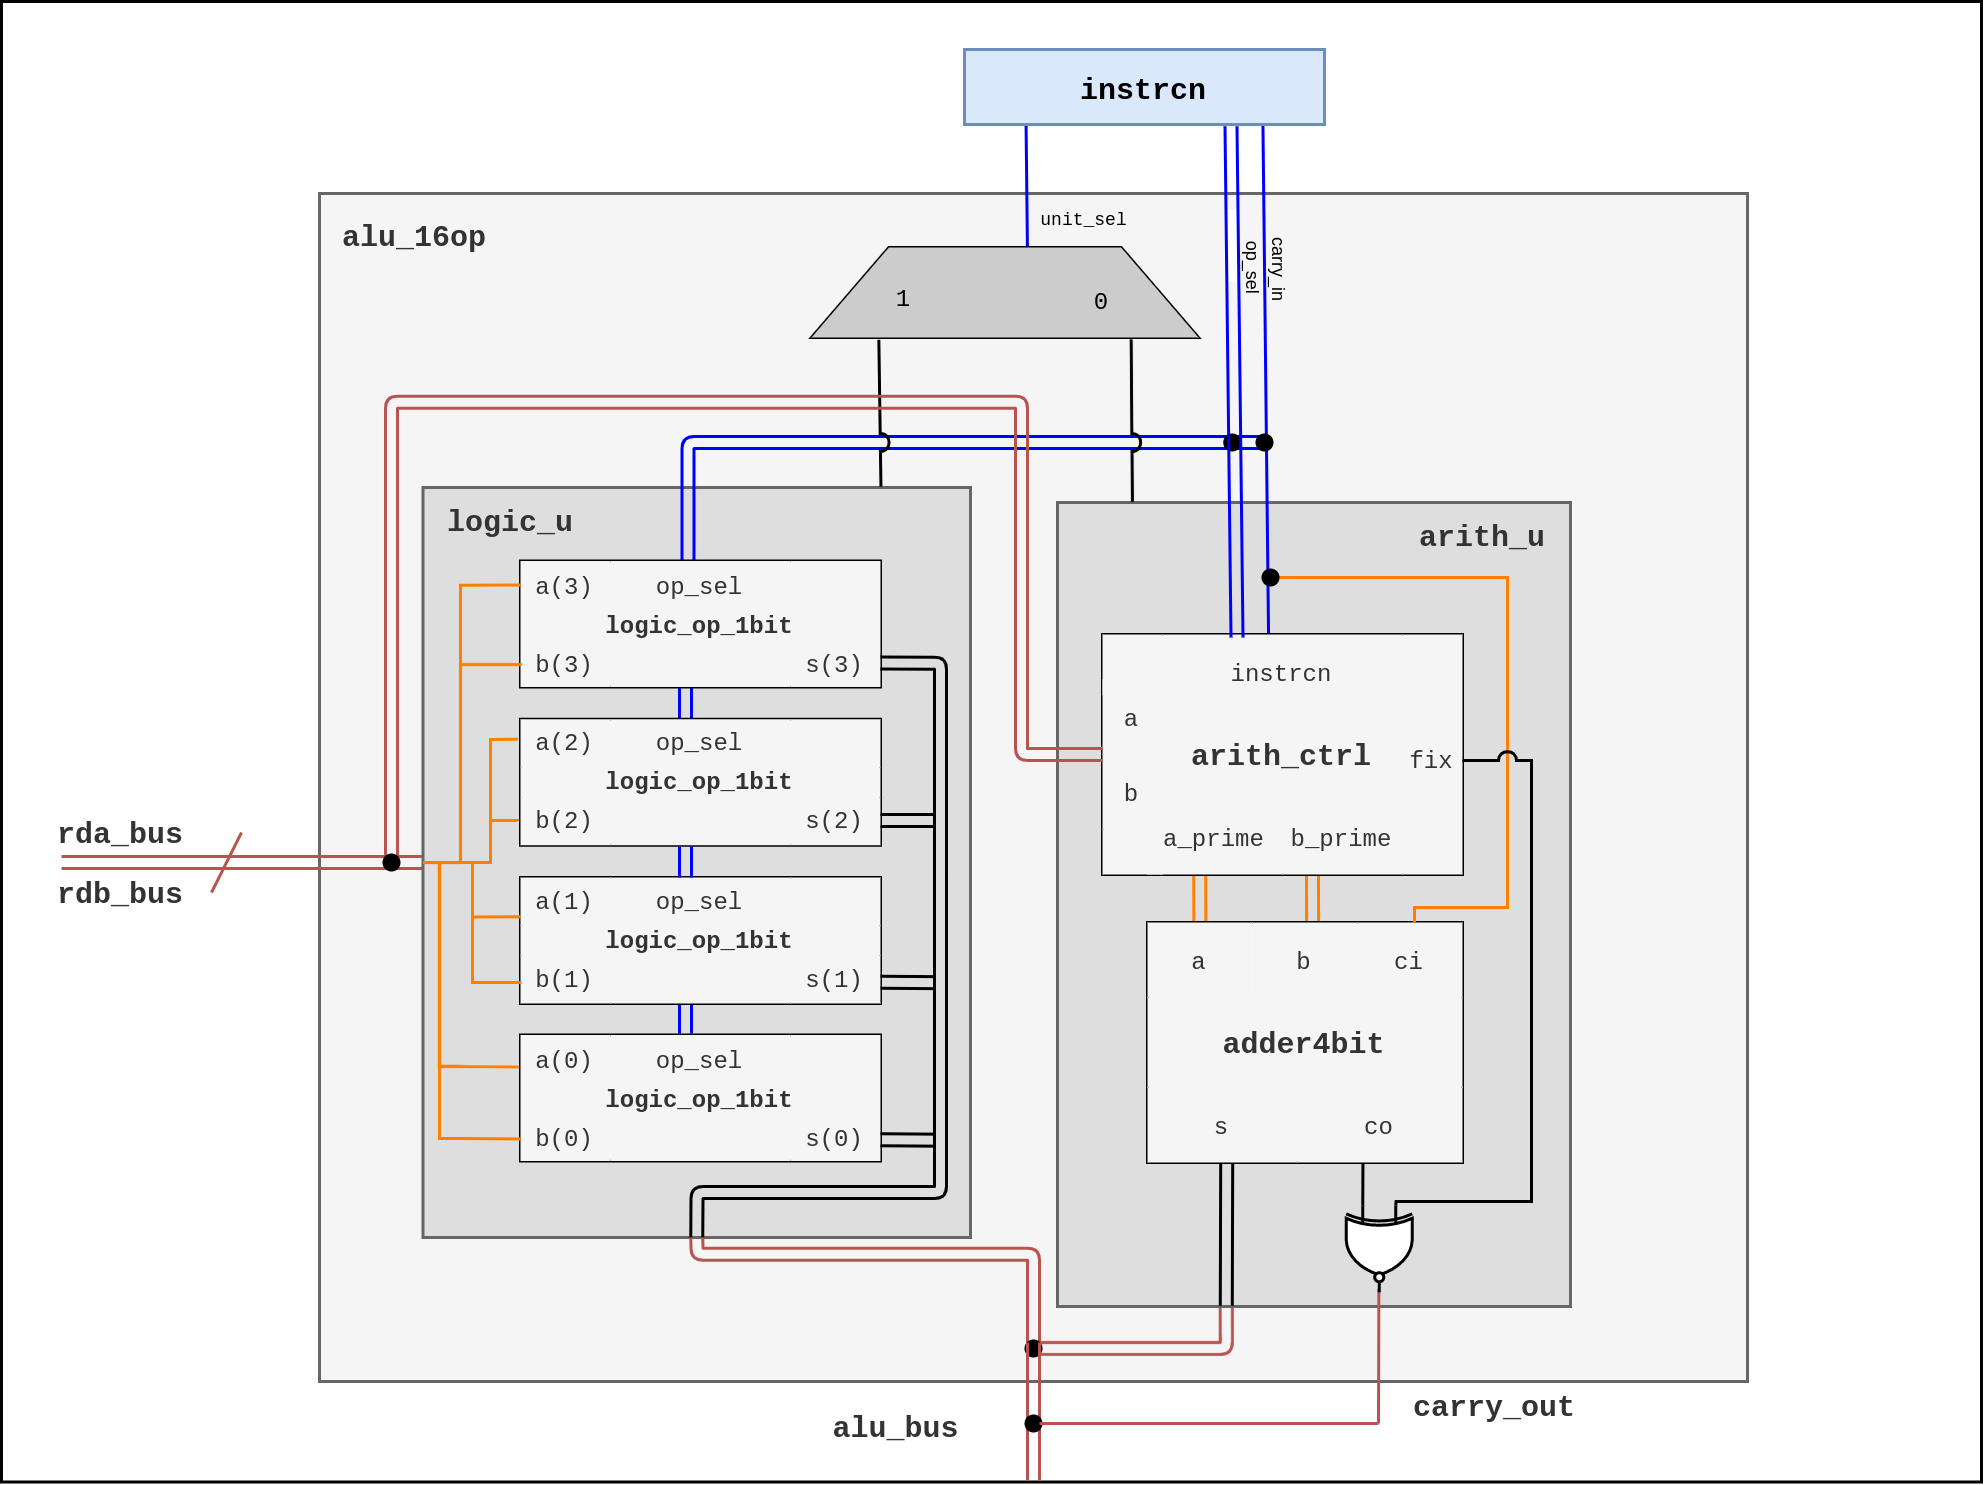 instrcn
unit_sel
alu_16op
op_sel
carry_in
1
0
logic_u
arith_u
a(3) op_sel
logic_op_1bit
b(3) s(3)
a(2) op_sel
logic_op_1bit
b(2) s(2)
a(1) op_sel
logic_op_1bit
b(1) s(1)
a(0) op_sel
logic_op_1bit
b(0) s(0)
instrcn
a
arith_ctrl
fix
b
a_prime b_prime
rda_bus
rdb_bus
a b ci
adder4bit
s co
alu_bus
carry_out